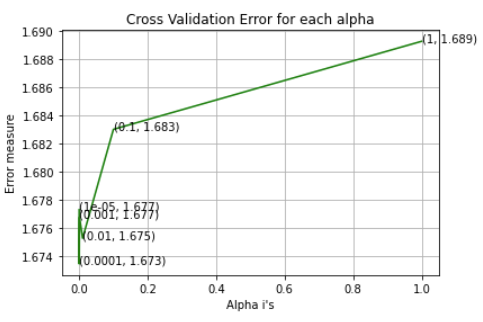 Cross Validation Error for each alpha
1.690
1.688
1.686
1.684
1.682
1.680
1.678
1.676
1.674
Error measure
(1, 1.689)
(0.1, 1.683)
(1e-05, 1.677)
(0.001, 1.677)
(0.01, 1.675)
(0.0001, 1.673)
0.0 0.2 0.4 0.6 0.8 1.0
Alpha i's